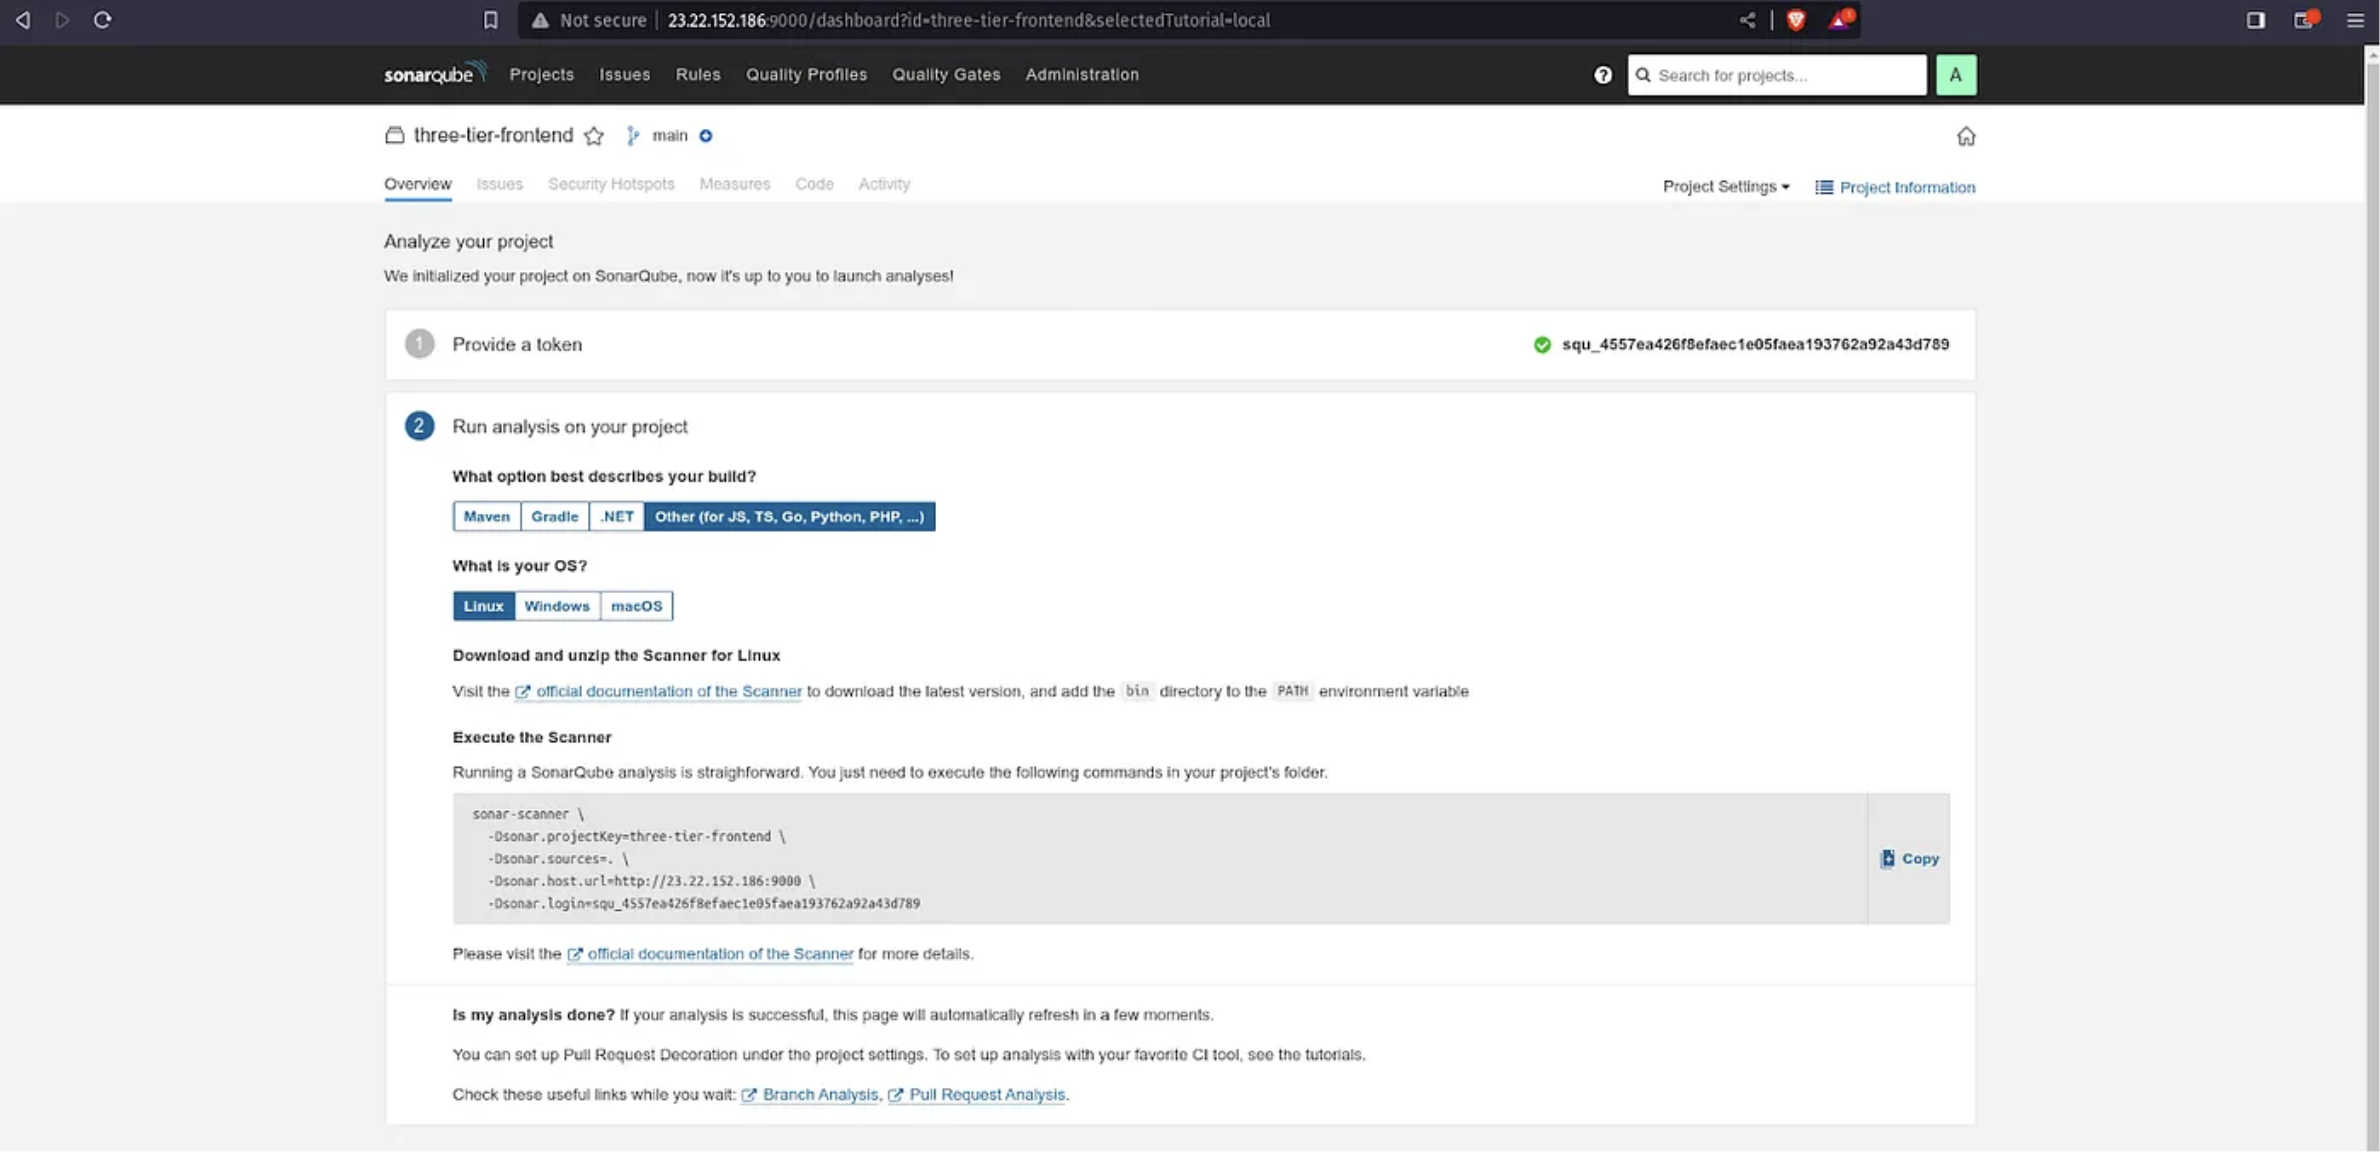 Not secure | 23.22.152.186:9000/dashboard?id=three-tier-frontend&selectedTutorial=local
sonarqube Projects Issues Rules Quality Profiles Quality Gates Administration ? Search for projects... A
three-tier-frontend main
Overview Issues Security Hotspots Measures Code Activity Project Settings Project Information
Analyze your project
We initialized your project on SonarQube, now it's up to you to launch analyses!
1 Provide a token squ_4557ea426f8efaec1e05faea193762a92a43d789
2 Run analysis on your project
What option best describes your build?
Maven Gradle .NET Other (for JS, TS, Go, Python, PHP, ...)
What is your OS?
Linux Windows macOS
Download and unzip the Scanner for Linux
Visit the official documentation of the Scanner to download the latest version, and add the bin directory to the PATH environment variable
Execute the Scanner
Running a SonarQube analysis is straighforward. You just need to execute the following commands in your project's folder.
sonar-scanner \
-Dsonar.projectKey=three-tier-frontend \
-Dsonar.sources=. \
-Dsonar.host.url=http://23.22.152.186:9000 \
-Dsonar.login=squ_4557ea426f8efaec1e05faea193762a92a43d789
Copy
Please visit the official documentation of the Scanner for more details.
Is my analysis done? If your analysis is successful, this page will automatically refresh in a few moments.
You can set up Pull Request Decoration under the project settings. To set up analysis with your favorite CI tool, see the tutorials.
Check these useful links while you wait: Branch Analysis, Pull Request Analysis.